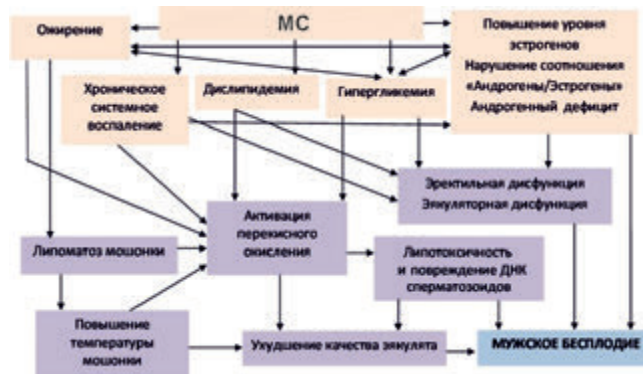 МС
Ожирение
Повышение уровня
эстрогенов
Нарушение соотношения
«Андрогены/Эстрогены»
Андрогенный дефицит
Хроническое
системное
воспаление
Дислипидемия
Гипергликемия
Эректильная дисфункция
Эякуляторная дисфункция
Активация
перекисного
окисления
Липоматоз мошонки
Липотоксичность
и повреждение ДНК
сперматозоидов
Повышение
температуры
мошонки
Ухудшение качества эякулята
МУЖСКОЕ БЕСПЛОДИЕ